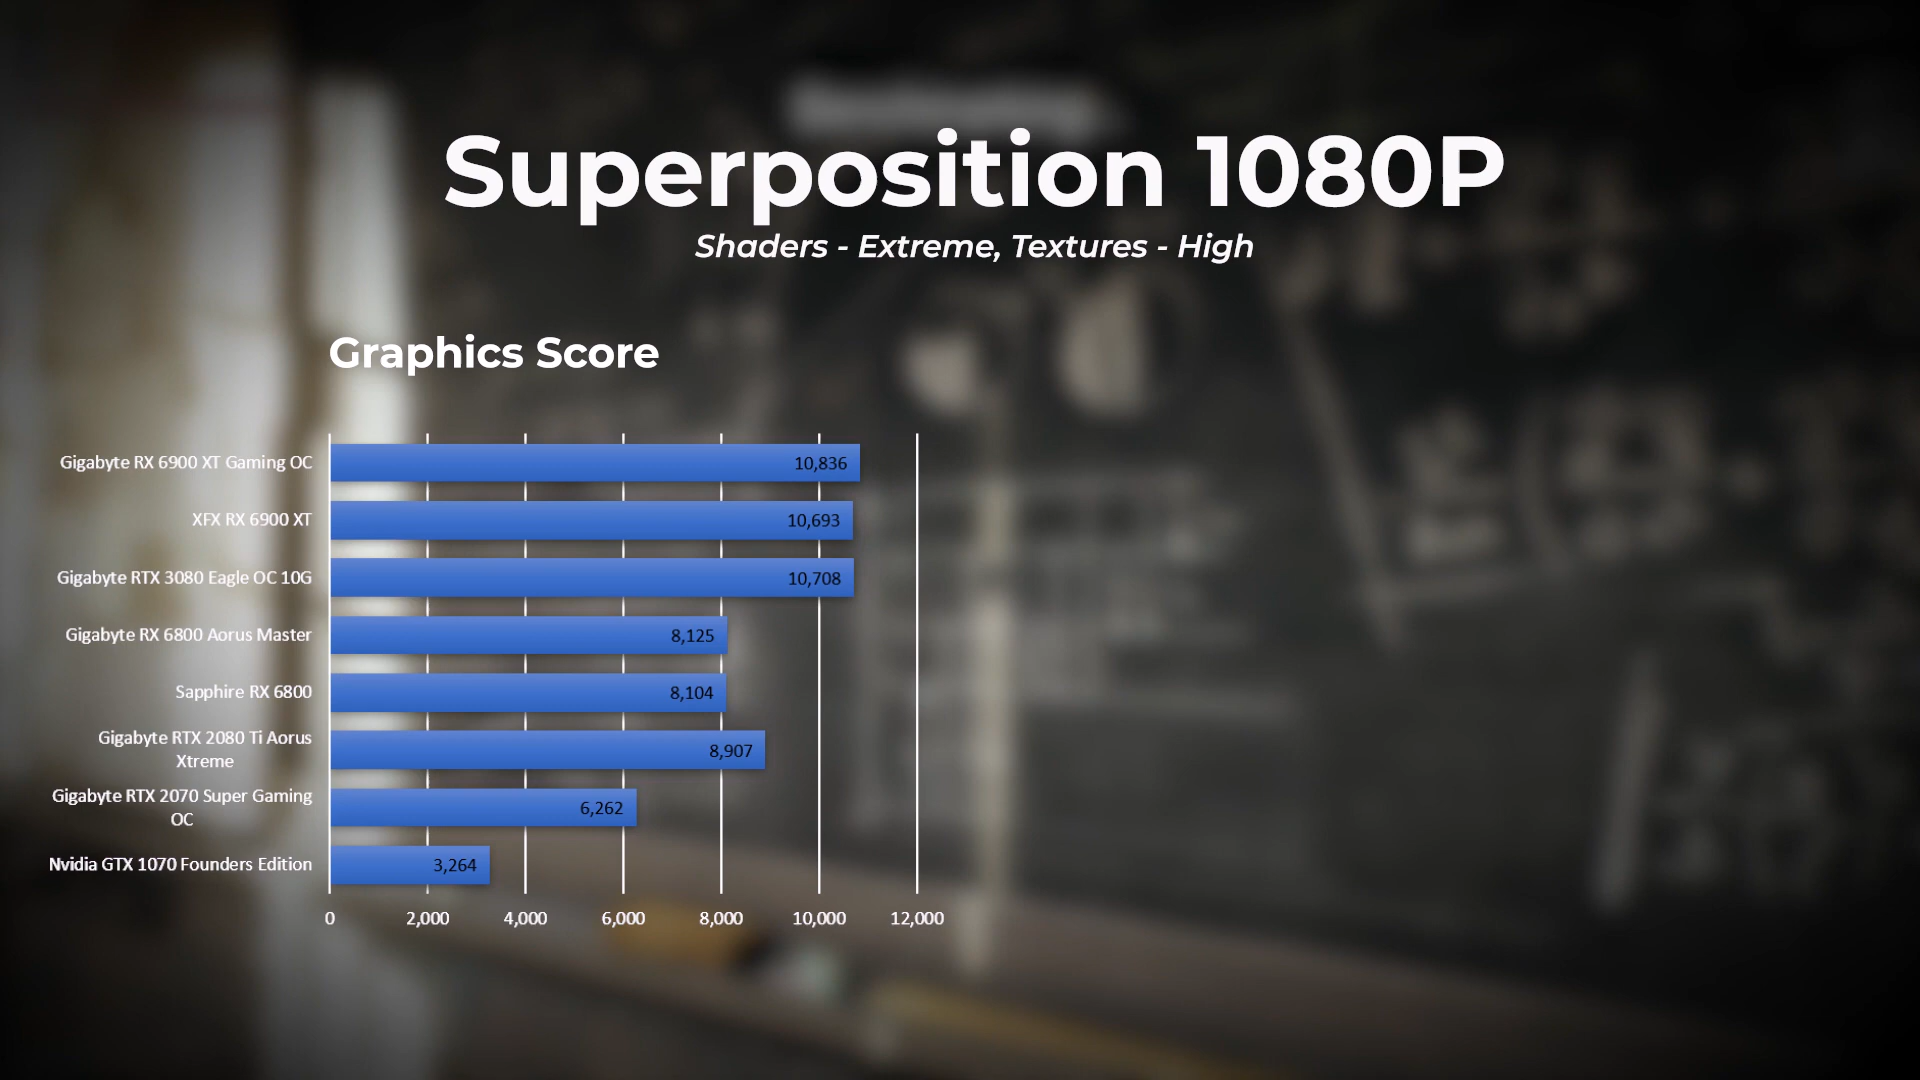 Superposition 1080P
Shaders - Extreme, Textures - High
Graphics Score
Gigabyte RX 6900 XT Gaming OC
10,836
XFX RX 6900 XT
10,693
Gigabyte RTX 3080 Eagle OC 10G
10,708
Gigabyte RX 6800 Aorus Master
8,125
Sapphire RX 6800
8,104
Gigabyte RTX 2080 Ti Aorus
Xtreme
8,907
Gigabyte RTX 2070 Super Gaming
OC
6,262
Nvidia GTX 1070 Founders Edition
3,264
0 2,000 4,000 6,000 8,000 10,000 12,000